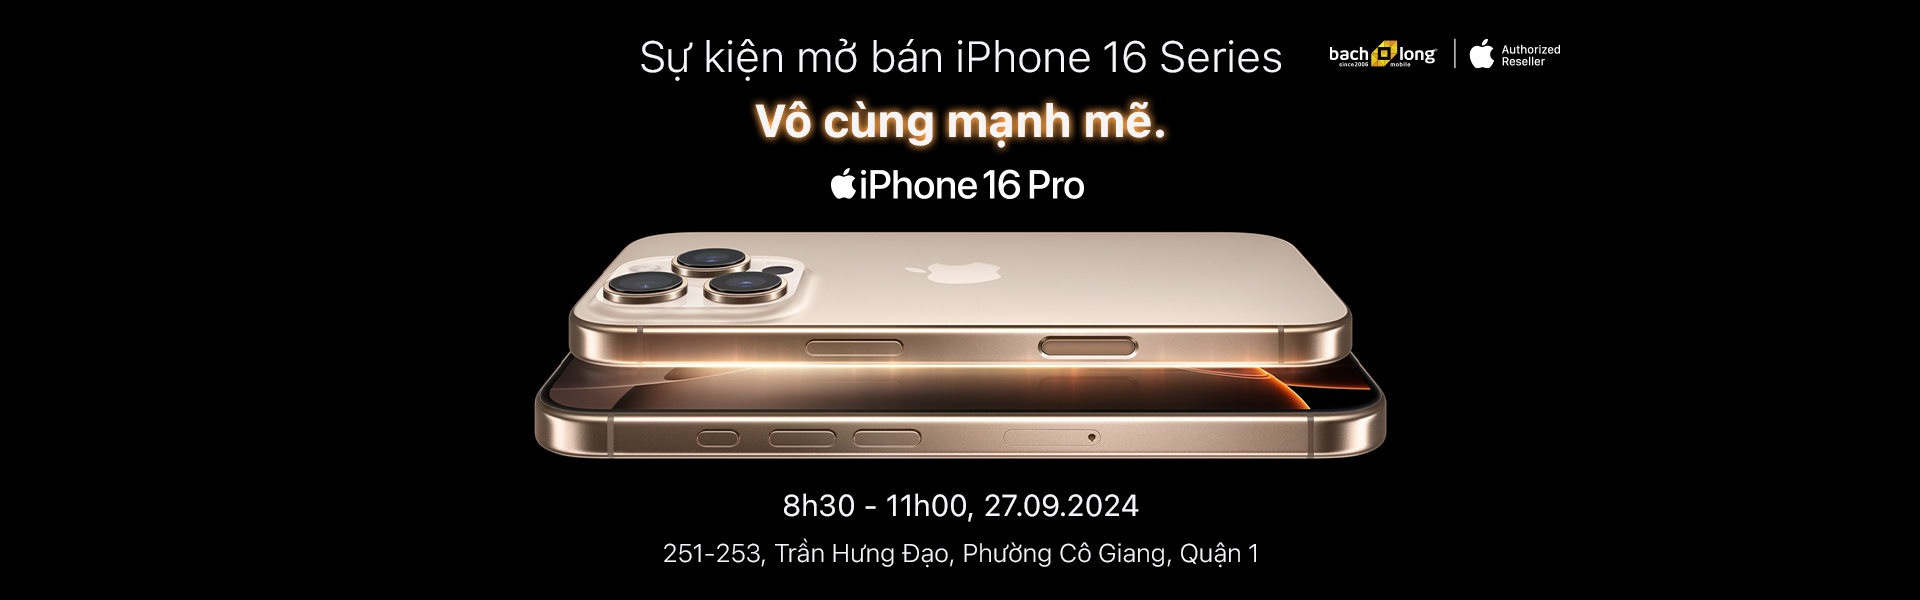 Sự kiện mở bán iPhone 16 Series
bach long
since2006 mobile
Authorized
Reseller
Vô cùng mạnh mẽ.
iPhone 16 Pro
8h30 - 11h00, 27.09.2024
251-253, Trần Hưng Đạo, Phường Cô Giang, Quận 1